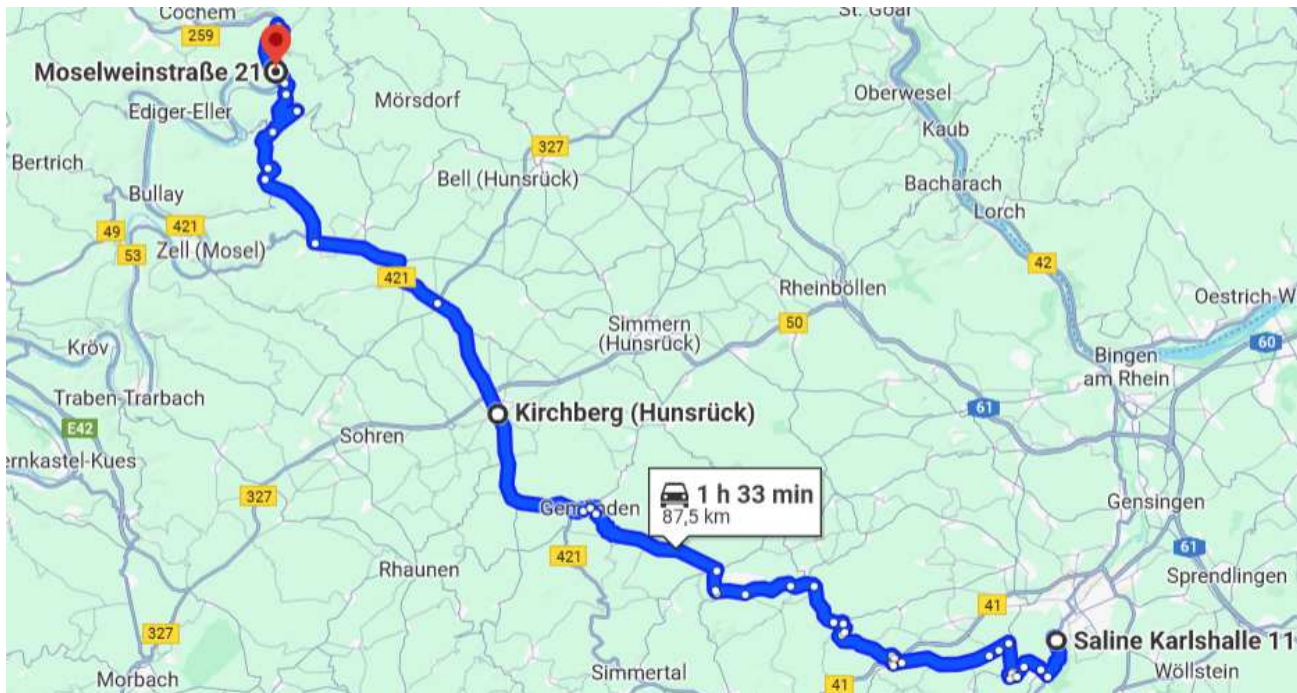 Cochem
St. Goar
259
Moselweinstraße 21
Mörsdorf
Oberwesel
Ediger-Eller
Kaub
327
Bertrich
Bell (Hunsrück)
Bacharach
Bullay
Lorch
421
49
Zell (Mosel)
53
42
421
Rheinböllen
Oestrich-W
Simmern
(Hunsrück)
50
60
Kröv
Bingen
am Rhein
Traben-Trarbach
61
Kirchberg (Hunsrück)
E42
Sohren
ernkastel-Kues
1 h 33 min
87,5 km
327
Gensingen
421
61
Rhaunen
Sprendlingen
41
327
Saline Karlshalle 11
Simmertal
Wöllstein
Morbach
41